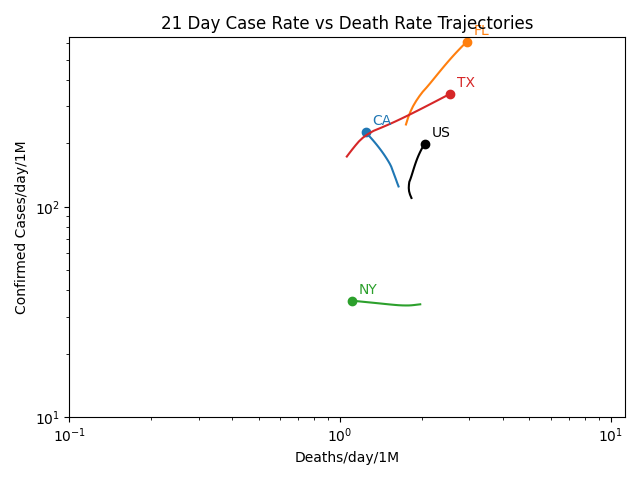 21 Day Case Rate vs Death Rate Trajectories
FL
TX
CA
US
NY
Confirmed Cases/day/1M
10²
10¹
10⁻¹
10⁰
10¹
Deaths/day/1M